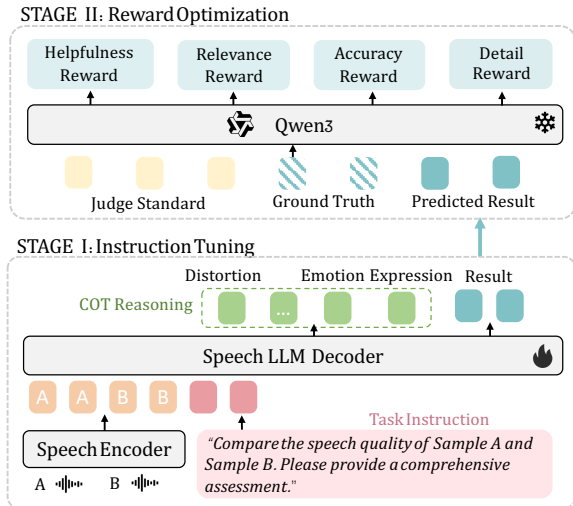 STAGE II: Reward Optimization
Helpfulness Reward
Relevance Reward
Accuracy Reward
Detail Reward
Qwen3
Judge Standard
Ground Truth
Predicted Result
STAGE I: Instruction Tuning
Distortion
Emotion Expression
Result
COT Reasoning
...
Speech LLM Decoder
A A B B
Task Instruction
Speech Encoder
A
B
"Compare the speech quality of Sample A and
Sample B. Please provide a comprehensive
assessment."